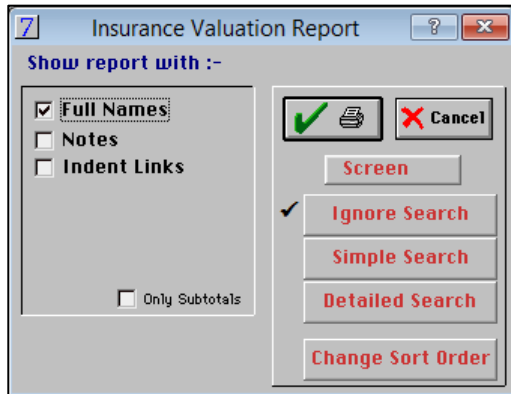 7 Insurance Valuation Report ?
Show report with :-
Full Names
Notes
Indent Links
Only Subtotals
Cancel
Screen
Ignore Search
Simple Search
Detailed Search
Change Sort Order